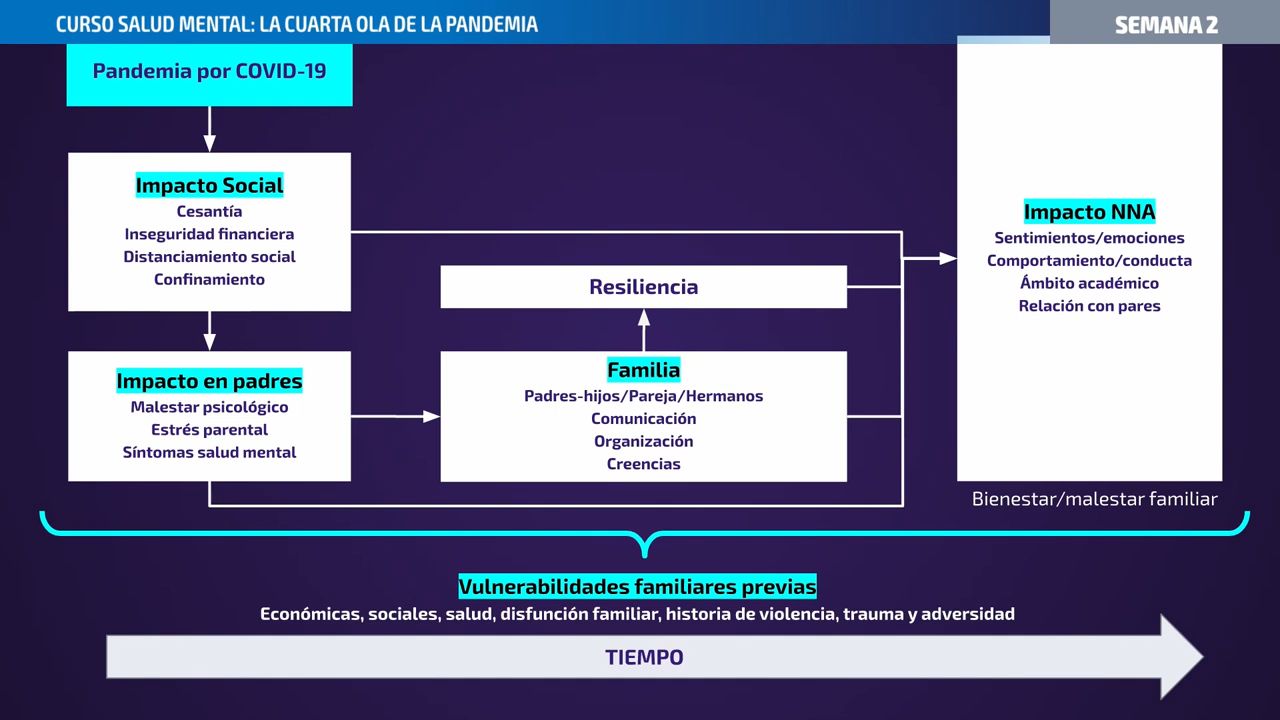 CURSO SALUD MENTAL: LA CUARTA OLA DE LA PANDEMIA
SEMANA 2
Pandemia por COVID-19
Impacto Social
Cesantía
Inseguridad financiera
Distanciamiento social
Confinamiento
Impacto en padres
Malestar psicológico
Estrés parental
Síntomas salud mental
Resiliencia
Familia
Padres-hijos/Pareja/Hermanos
Comunicación
Organización
Creencias
Impacto NNA
Sentimientos/emociones
Comportamiento/conducta
Ámbito académico
Relación con pares
Bienestar/malestar familiar
Vulnerabilidades familiares previas
Económicas, sociales, salud, disfunción familiar, historia de violencia, trauma y adversidad
TIEMPO